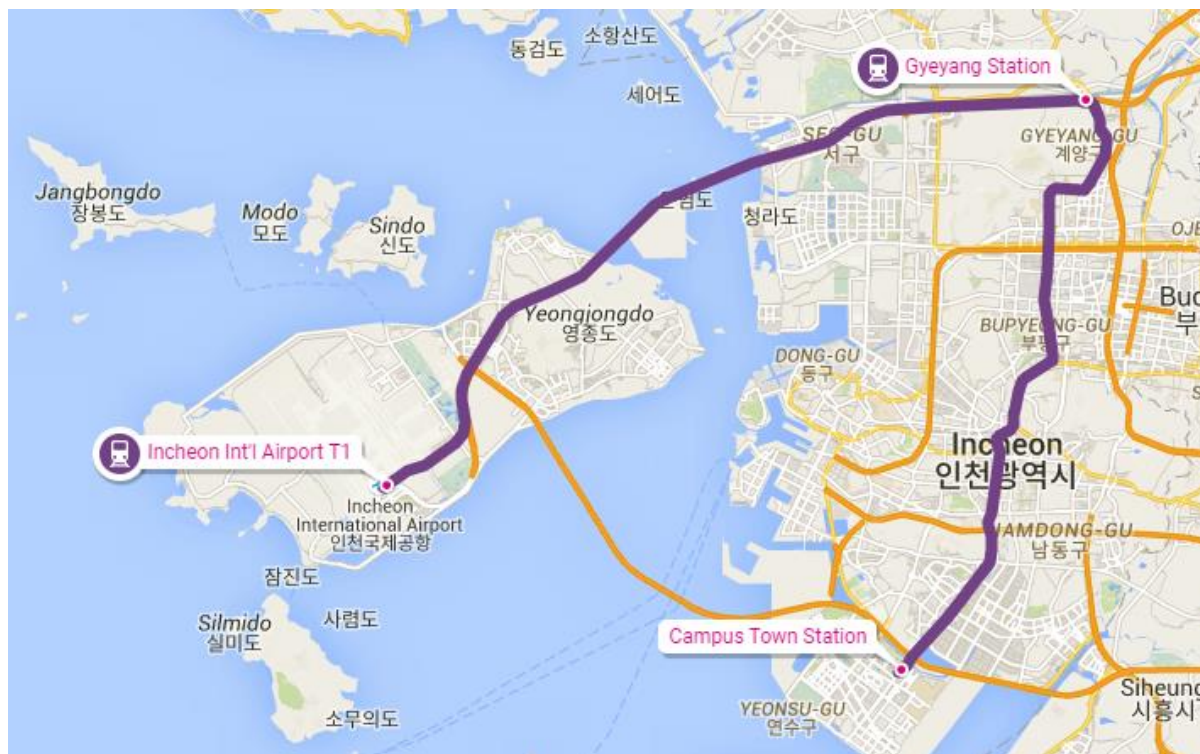 동검도
소항산도
세어도
Gyeyang Station
SEO-GU
서구
GYEYANG-GU
계양구
Jangbongdo
장봉도
Modo
모도
Sindo
신도
청라도
Yeongjongdo
영종도
BUPYEONG-GU
부평구
DONG-GU
동구
Incheon Int'l Airport T1
Incheon
International Airport
인천국제공항
Incheon
인천광역시
NAMDONG-GU
남동구
잠진도
Silmido
실미도
사렴도
소무의도
Campus Town Station
YEONSU-GU
연수구
Siheung
시흥시